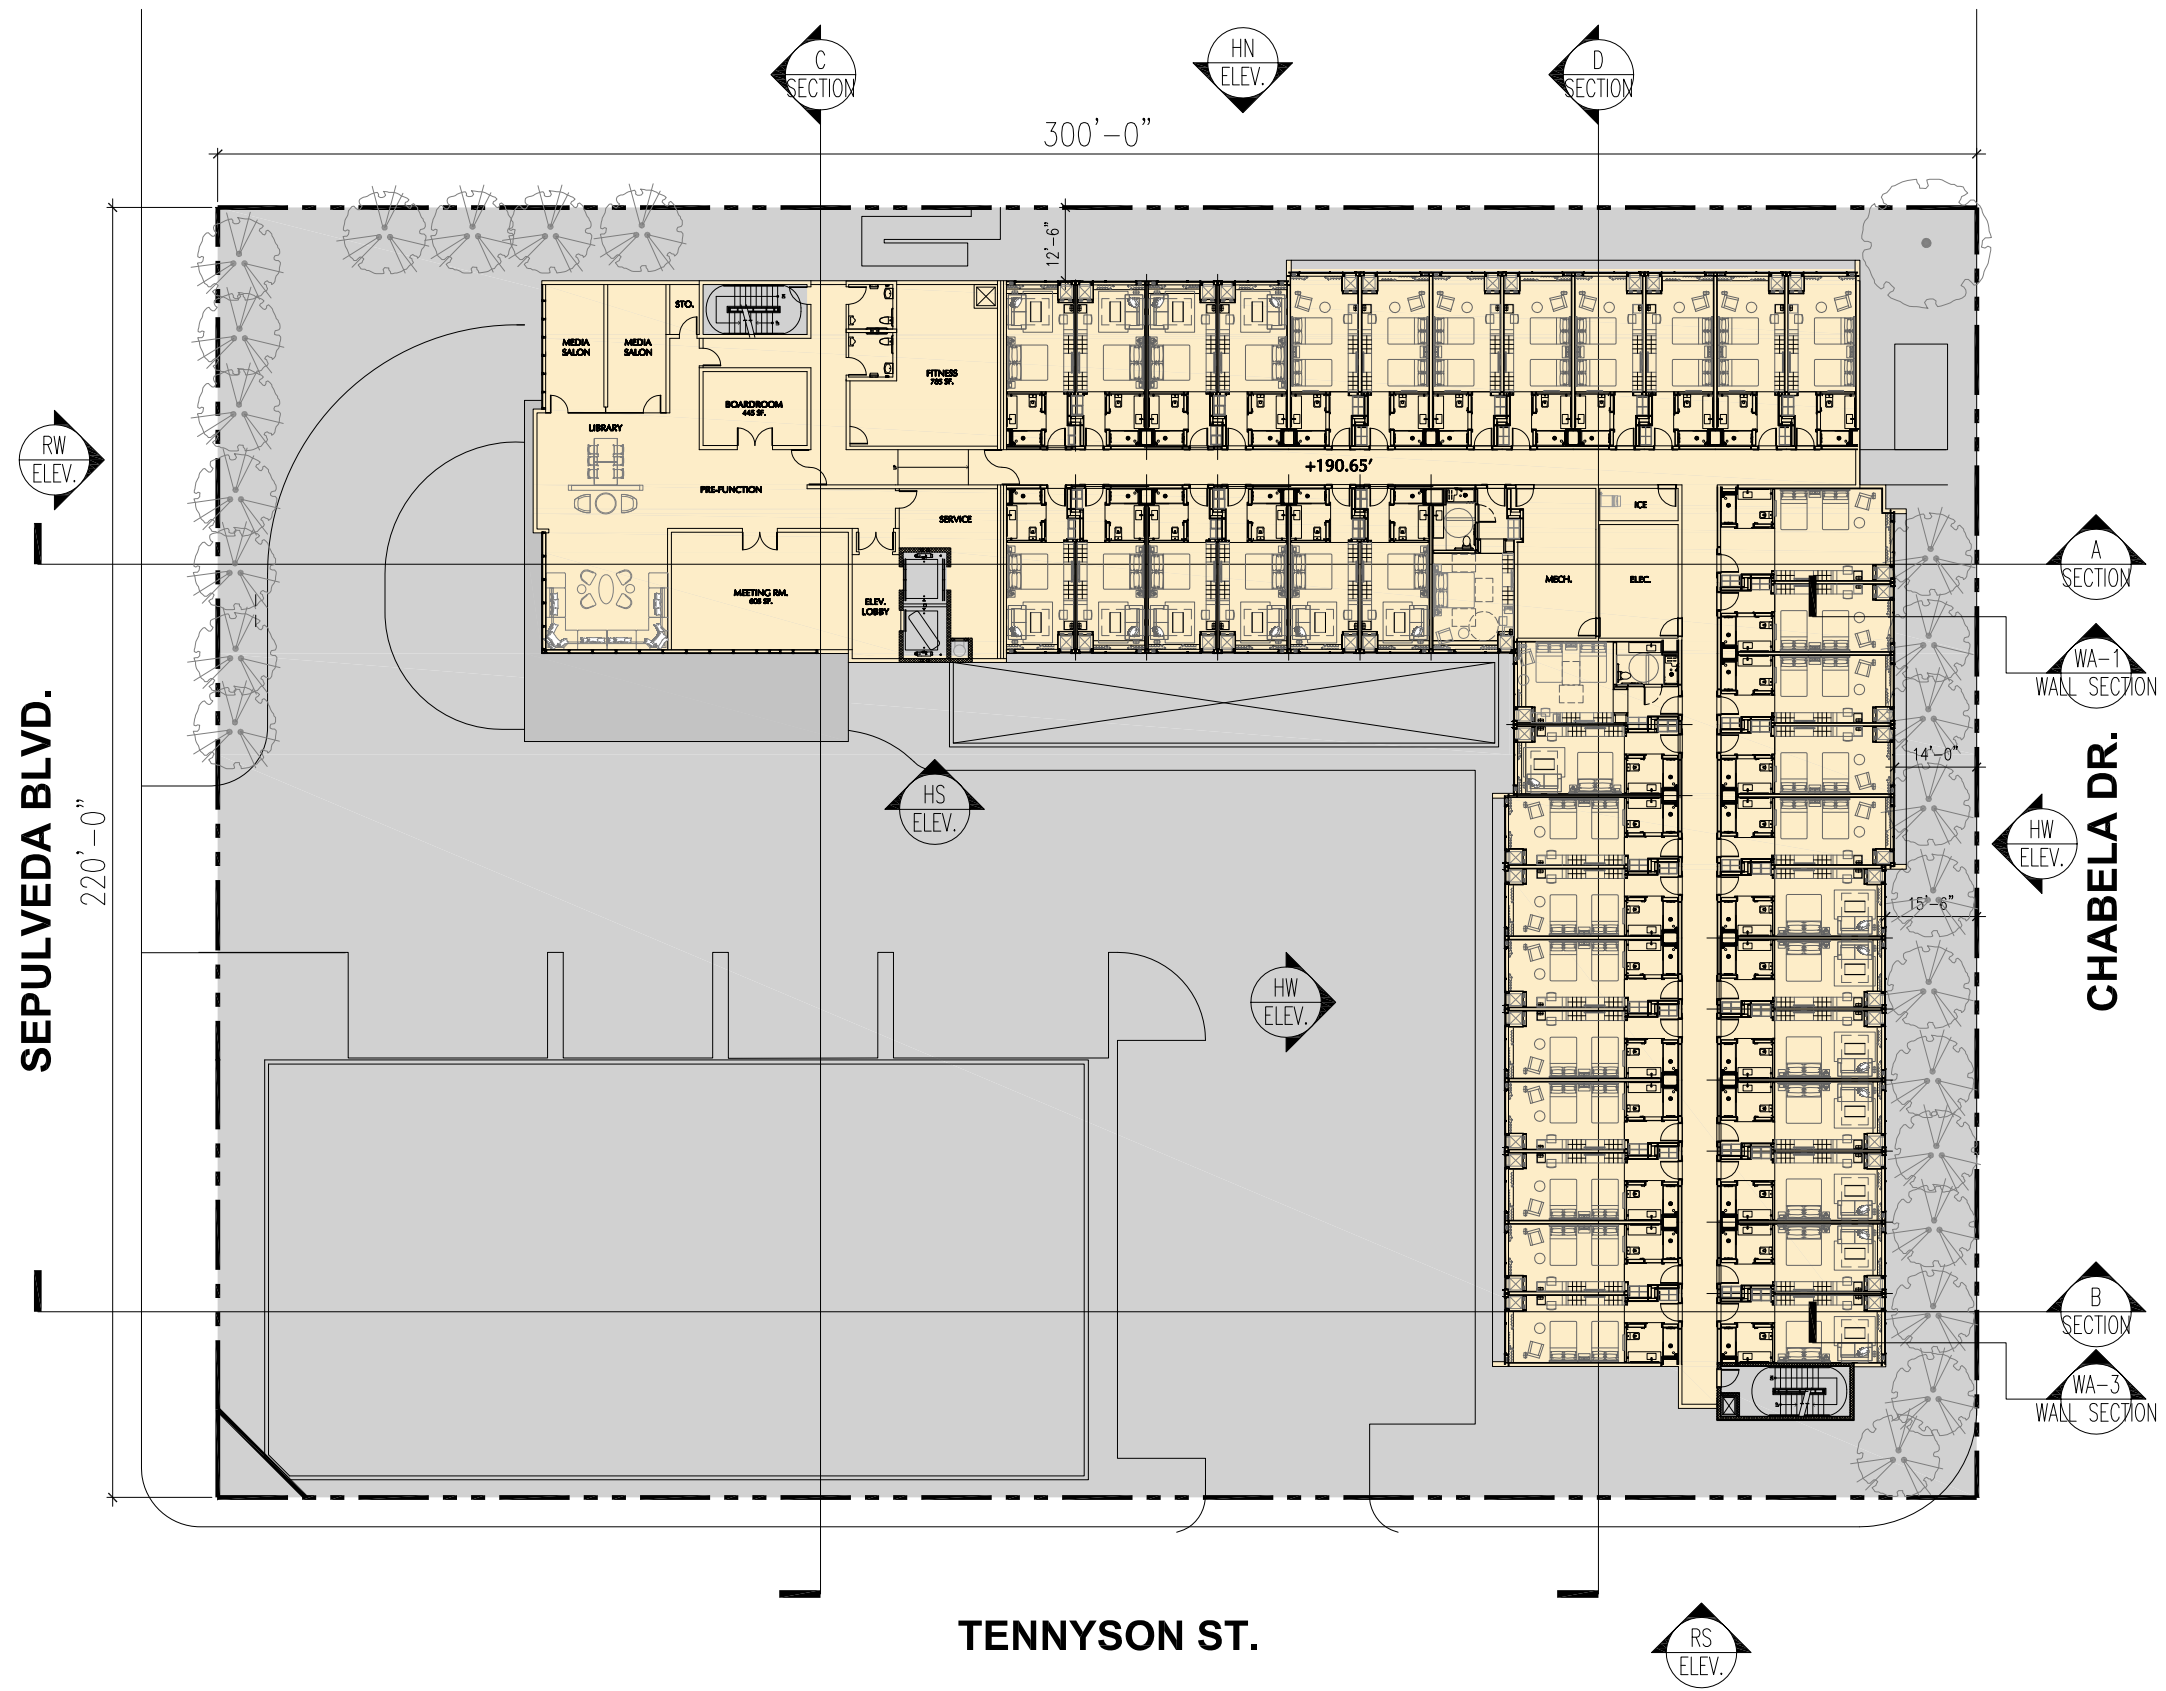 C
SECTION
HN
ELEV.
D
SECTION
300'-0"
12'-6"
STO.
MEDIA
SALON
MEDIA
SALON
FITNESS
785 SF.
BOARDROOM
445 SF.
LIBRARY
RW
ELEV.
+190.65'
PRE-FUNCTION
SERVICE
ICE
A
SECTION
MECH.
ELEC.
MEETING RM.
605 SF.
ELEV.
LOBBY
WA-1
WALL SECTION
SEPULVEDA BLVD.
220'-0"
14'-0"
CHABELA DR.
HS
ELEV.
HW
ELEV.
15'-6"
HW
ELEV.
B
SECTION
WA-3
WALL SECTION
TENNYSON ST.
RS
ELEV.